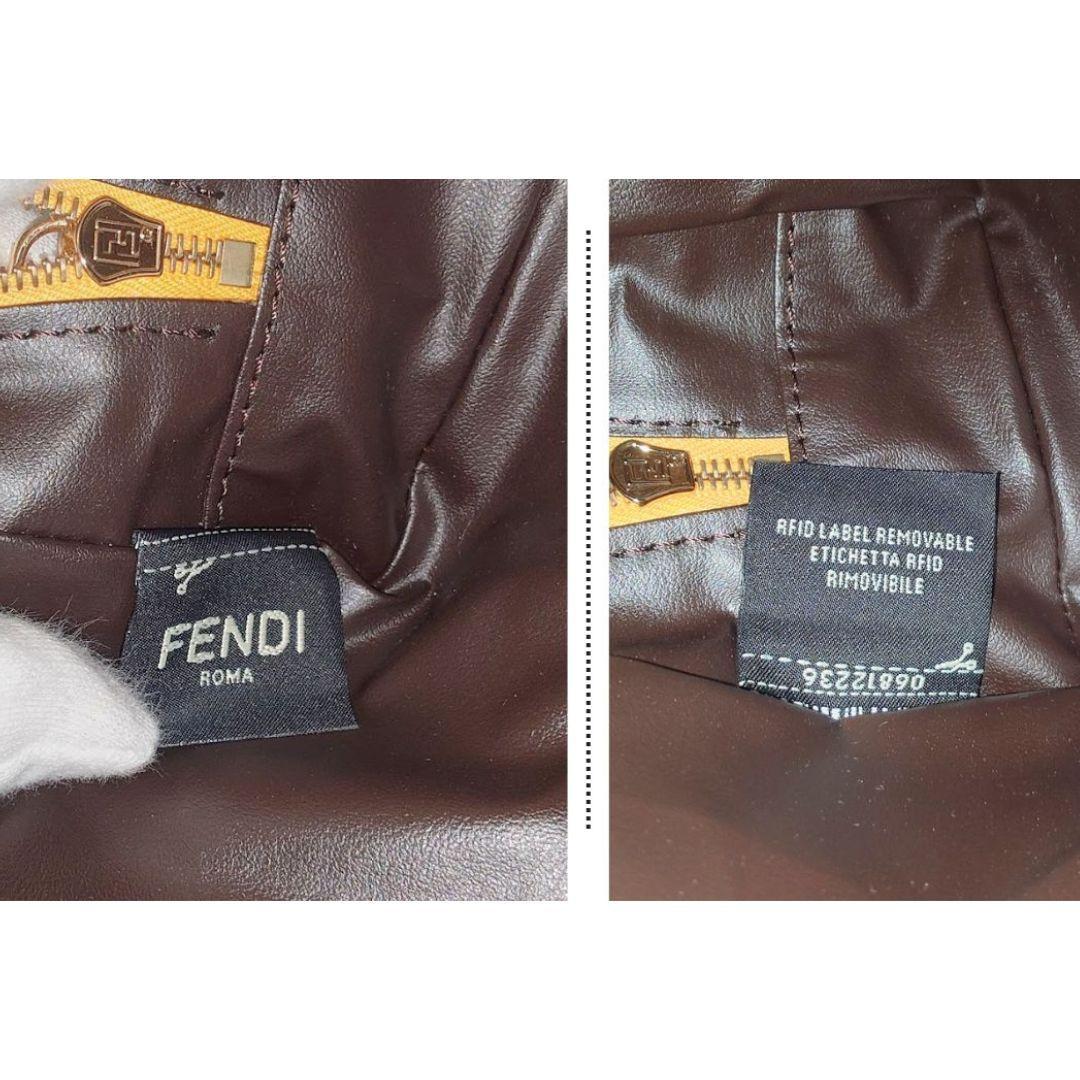 FENDI
ROMA
RFID LABEL REMOVABLE
ETICHETTA RFID
RIMOVIBILE
06812236